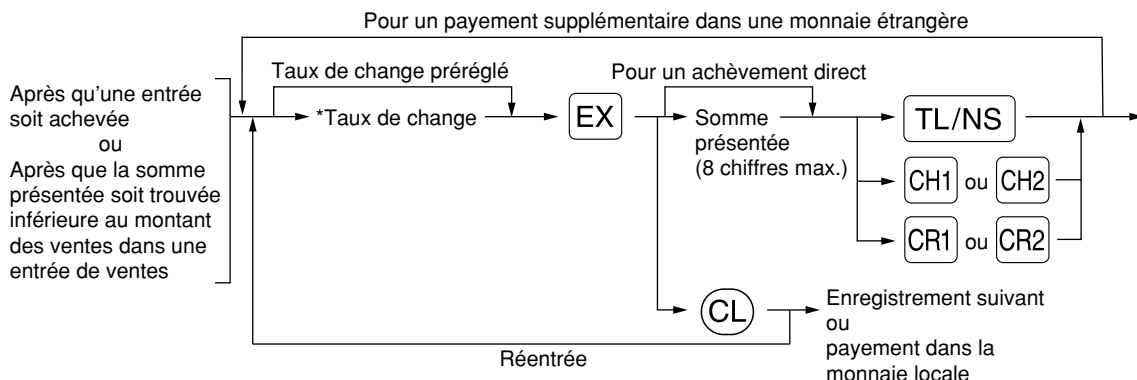 Pour un payement supplémentaire dans une monnaie étrangère
Après qu'une entrée
soit achevée
ou
Après que la somme
présentée soit trouvée
inférieure au montant
des ventes dans une
entrée de ventes
Taux de change préréglé
*Taux de change
EX
Pour un achèvement direct
Somme
présentée
(8 chiffres max.)
TL/NS
CH1 ou CH2
CR1 ou CR2
CL
Enregistrement suivant
ou
payement dans la
monnaie locale
Réentrée